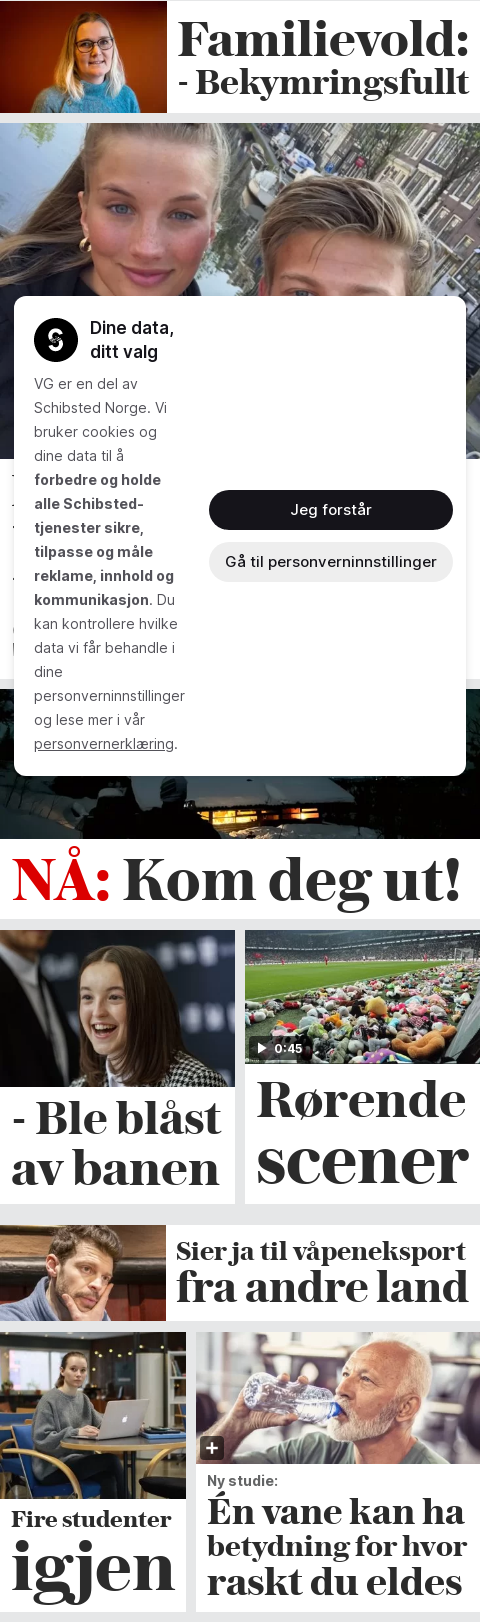 Familievold:
- Bekymringsfullt
Dine data,
ditt valg
VG er en del av
Schibsted Norge. Vi
bruker cookies og
dine data til å
forbedre og holde
alle Schibsted-
tjenester sikre,
tilpasse og måle
reklame, innhold og
kommunikasjon. Du
kan kontrollere hvilke
data vi får behandle i
dine
personverninnstillinger
og lese mer i vår
personvernerklæring.
Jeg forstår
Gå til personverninnstillinger
NÅ: Kom deg ut!
- Ble blåst
av banen
0:45
Rørende
scener
Sier ja til våpeneksport
fra andre land
Fire studenter
igjen
Ny studie:
Én vane kan ha
betydning for hvor
raskt du eldes